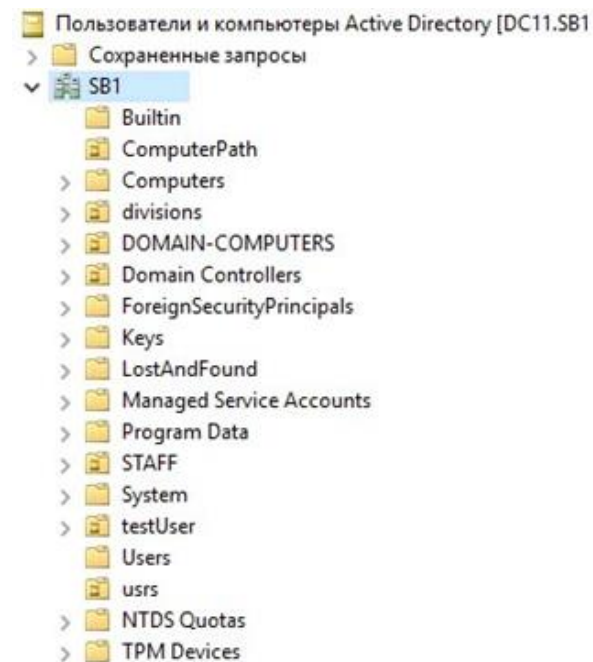 Пользователи и компьютеры Active Directory [DC11.SB1
Сохраненные запросы
SB1
Builtin
ComputerPath
Computers
divisions
DOMAIN-COMPUTERS
Domain Controllers
ForeignSecurityPrincipals
Keys
LostAndFound
Managed Service Accounts
Program Data
STAFF
System
testUser
Users
usrs
NTDS Quotas
TPM Devices